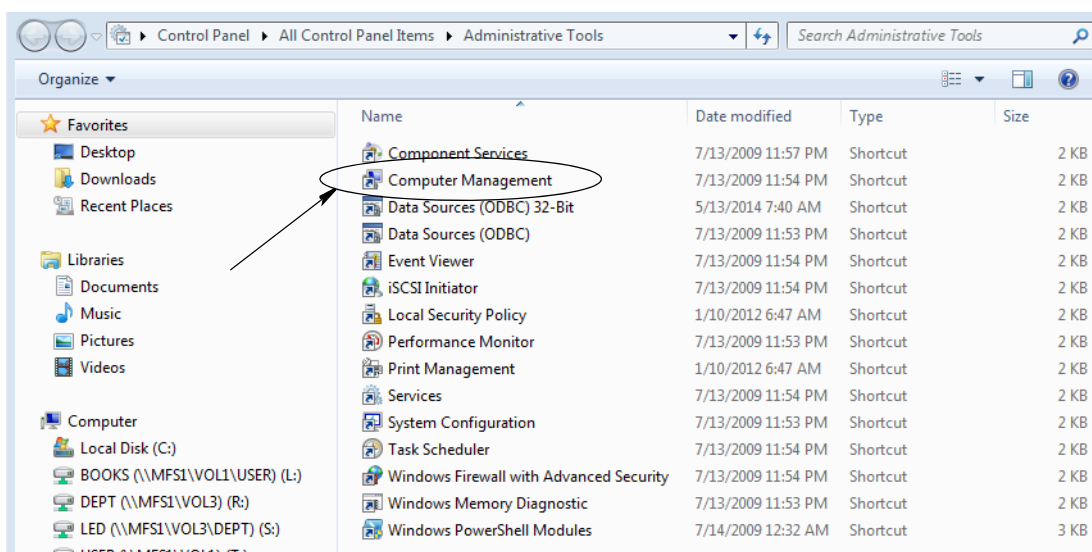 Control Panel All Control Panel Items Administrative Tools Search Administrative Tools
Organize
Favorites
Desktop
Downloads
Recent Places
Libraries
Documents
Music
Pictures
Videos
Computer
Local Disk (C:)
BOOKS (\\MFS1\VOL1\USER) (L:)
DEPT (\\MFS1\VOL3) (R:)
LED (\\MFS1\VOL3\DEPT) (S:)
Name Date modified Type Size
Component Services 7/13/2009 11:57 PM Shortcut 2 KB
Computer Management 7/13/2009 11:54 PM Shortcut 2 KB
Data Sources (ODBC) 32-Bit 5/13/2014 7:40 AM Shortcut 2 KB
Data Sources (ODBC) 7/13/2009 11:53 PM Shortcut 2 KB
Event Viewer 7/13/2009 11:54 PM Shortcut 2 KB
iSCSI Initiator 7/13/2009 11:54 PM Shortcut 2 KB
Local Security Policy 1/10/2012 6:47 AM Shortcut 2 KB
Performance Monitor 7/13/2009 11:53 PM Shortcut 2 KB
Print Management 1/10/2012 6:47 AM Shortcut 2 KB
Services 7/13/2009 11:54 PM Shortcut 2 KB
System Configuration 7/13/2009 11:53 PM Shortcut 2 KB
Task Scheduler 7/13/2009 11:54 PM Shortcut 2 KB
Windows Firewall with Advanced Security 7/13/2009 11:54 PM Shortcut 2 KB
Windows Memory Diagnostic 7/13/2009 11:53 PM Shortcut 2 KB
Windows PowerShell Modules 7/14/2009 12:32 AM Shortcut 3 KB